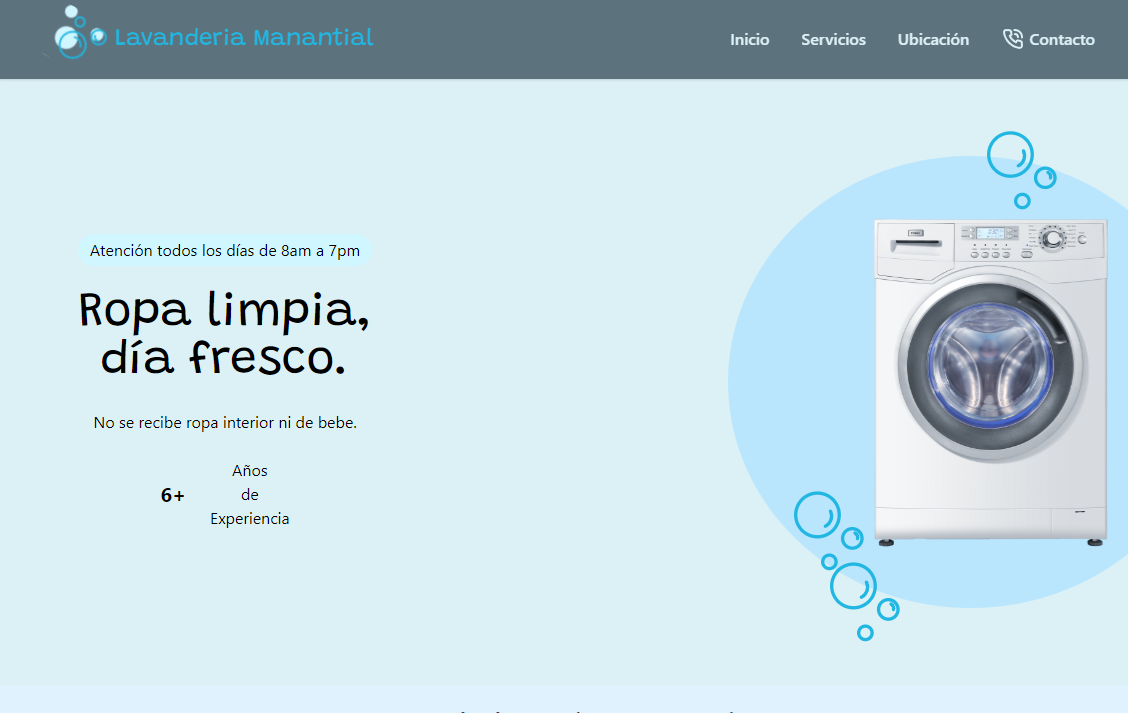 Lavanderia Manantial
Inicio
Servicios
Ubicación
Contacto
Atención todos los días de 8am a 7pm
Ropa limpia,
día fresco.
No se recibe ropa interior ni de bebe.
6+
Años
de
Experiencia